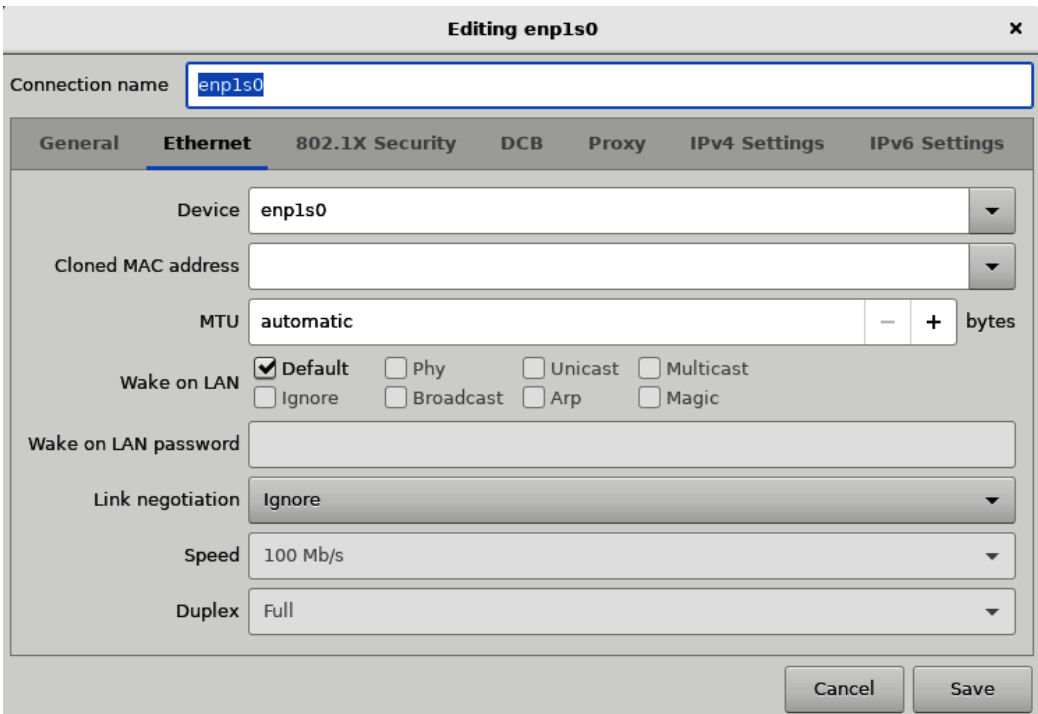 Editing enp1s0 ×
Connection name enp1s0
General Ethernet 802.1X Security DCB Proxy IPv4 Settings IPv6 Settings
Device enp1s0
Cloned MAC address
MTU automatic − + bytes
Wake on LAN
Default Phy Unicast Multicast
Ignore Broadcast Arp Magic
Wake on LAN password
Link negotiation Ignore
Speed 100 Mb/s
Duplex Full
Cancel Save